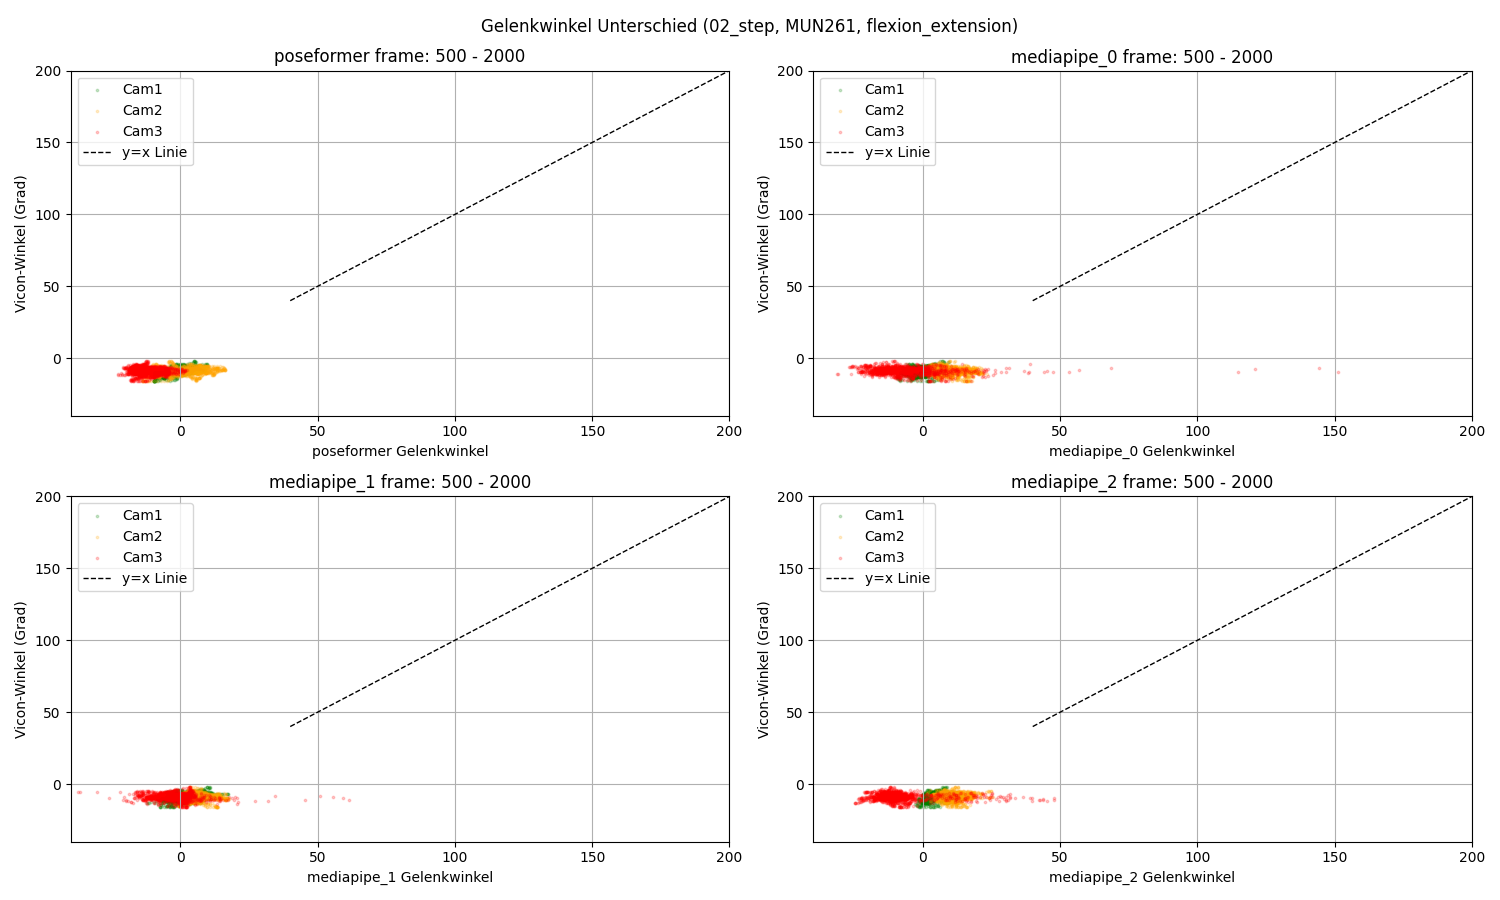 Gelenkwinkel Unterschied (02_step, MUN261, flexion_extension)
poseformer frame: 500 - 2000
200
150
100
50
0
Vicon-Winkel (Grad)
Cam1
Cam2
Cam3
y=x Linie
0 50 100 150 200
poseformer Gelenkwinkel
mediapipe_0 frame: 500 - 2000
200
150
100
50
0
Vicon-Winkel (Grad)
Cam1
Cam2
Cam3
y=x Linie
0 50 100 150 200
mediapipe_0 Gelenkwinkel
mediapipe_1 frame: 500 - 2000
200
150
100
50
0
Vicon-Winkel (Grad)
Cam1
Cam2
Cam3
y=x Linie
0 50 100 150 200
mediapipe_1 Gelenkwinkel
mediapipe_2 frame: 500 - 2000
200
150
100
50
0
Vicon-Winkel (Grad)
Cam1
Cam2
Cam3
y=x Linie
0 50 100 150 200
mediapipe_2 Gelenkwinkel